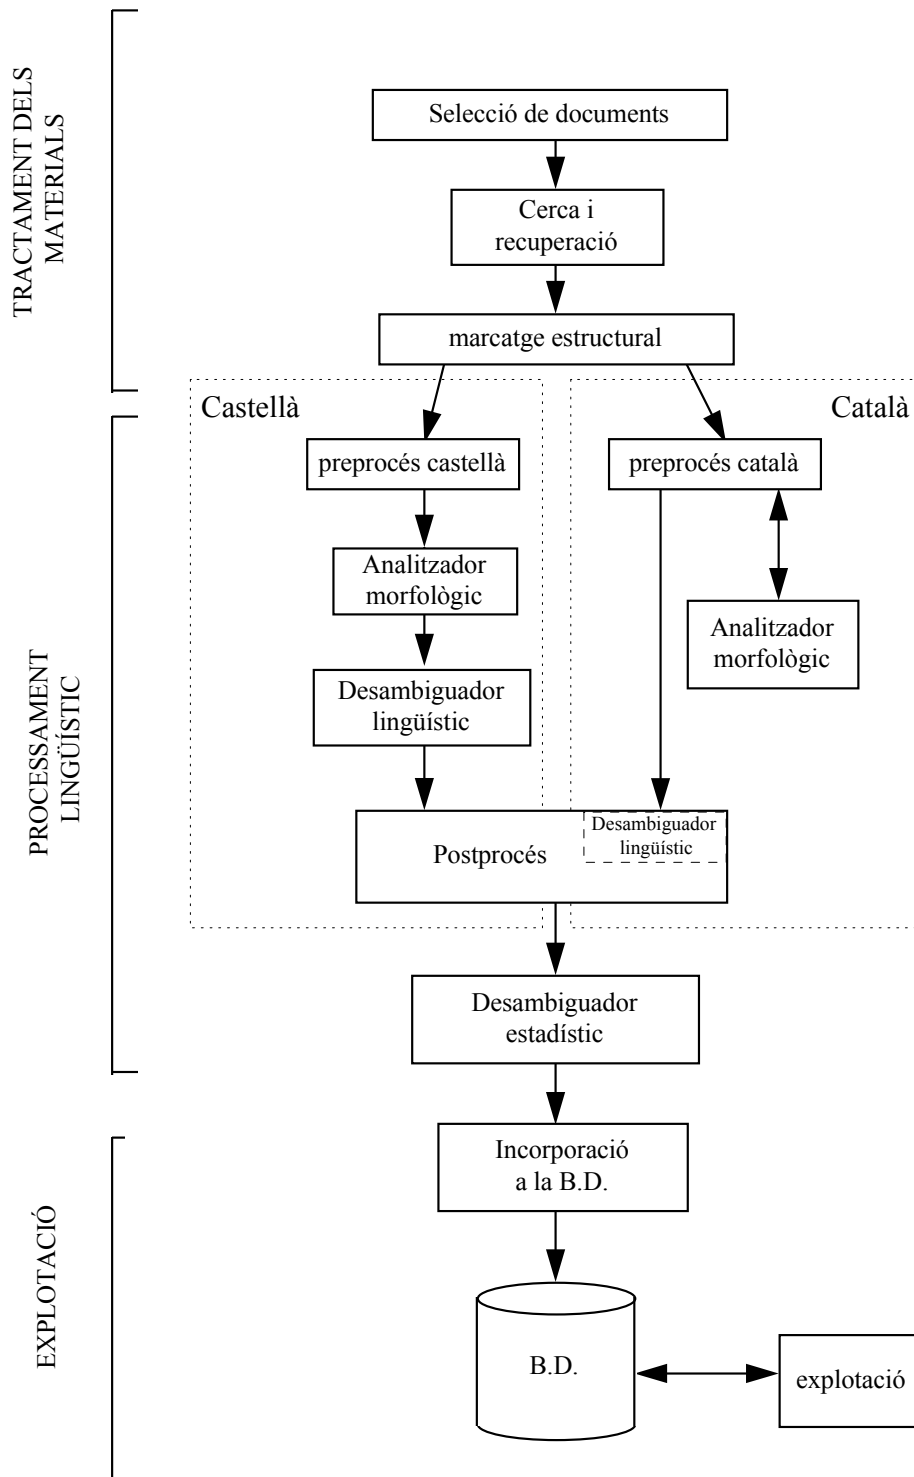 TRACTAMENT DELS
MATERIALS
Selecció de documents
Cerca i
recuperació
marcatge estructural
PROCESSAMENT
LINGÜÍSTIC
Castellà
Català
preprocés castellà
preprocés català
Analitzador
morfològic
Analitzador
morfològic
Desambiguador
lingüístic
Postprocés
Desambiguador
lingüístic
Desambiguador
estadístic
EXPLOTACIÓ
Incorporació
a la B.D.
B.D.
explotació